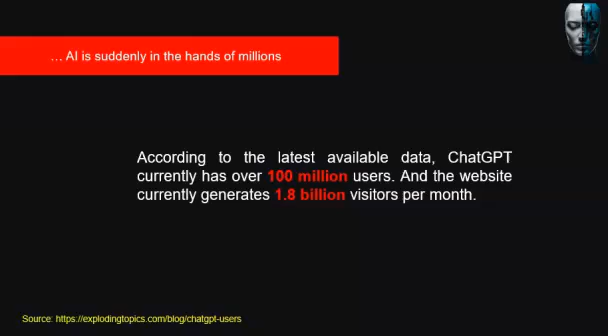 … AI is suddenly in the hands of millions
According to the latest available data, ChatGPT
currently has over 100 million users. And the website
currently generates 1.8 billion visitors per month.
Source: https://explodingtopics.com/blog/chatgpt-users